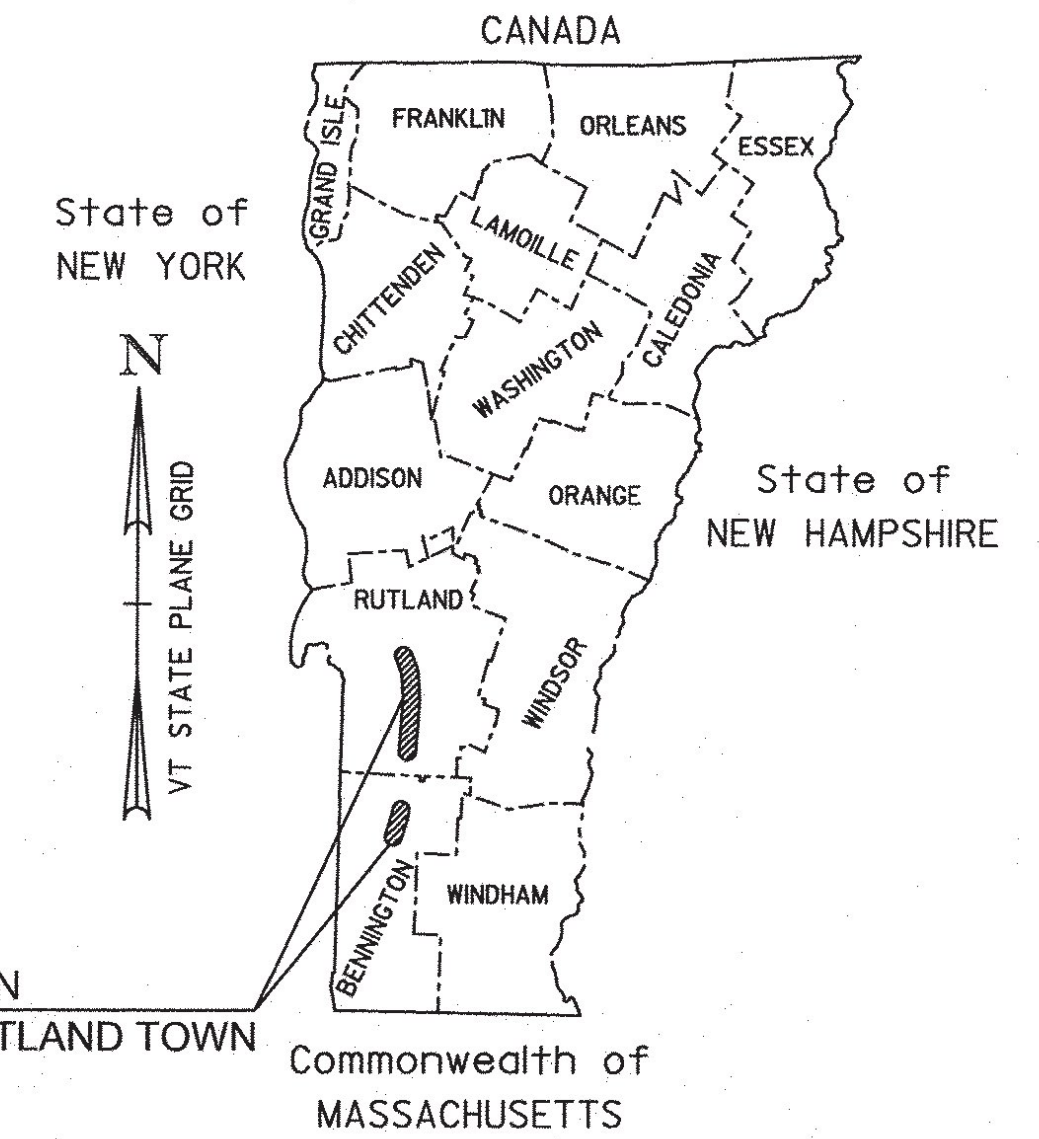 CANADA
GRAND ISLE
FRANKLIN
ORLEANS
ESSEX
State of
NEW YORK
LAMOILLE
CHITTENDEN
CALEDONIA
WASHINGTON
N
VT STATE PLANE GRID
ADDISON
ORANGE
State of
NEW HAMPSHIRE
RUTLAND
WINDSOR
BENNINGTON
WINDHAM
N
TLAND TOWN
Commonwealth of
MASSACHUSETTS